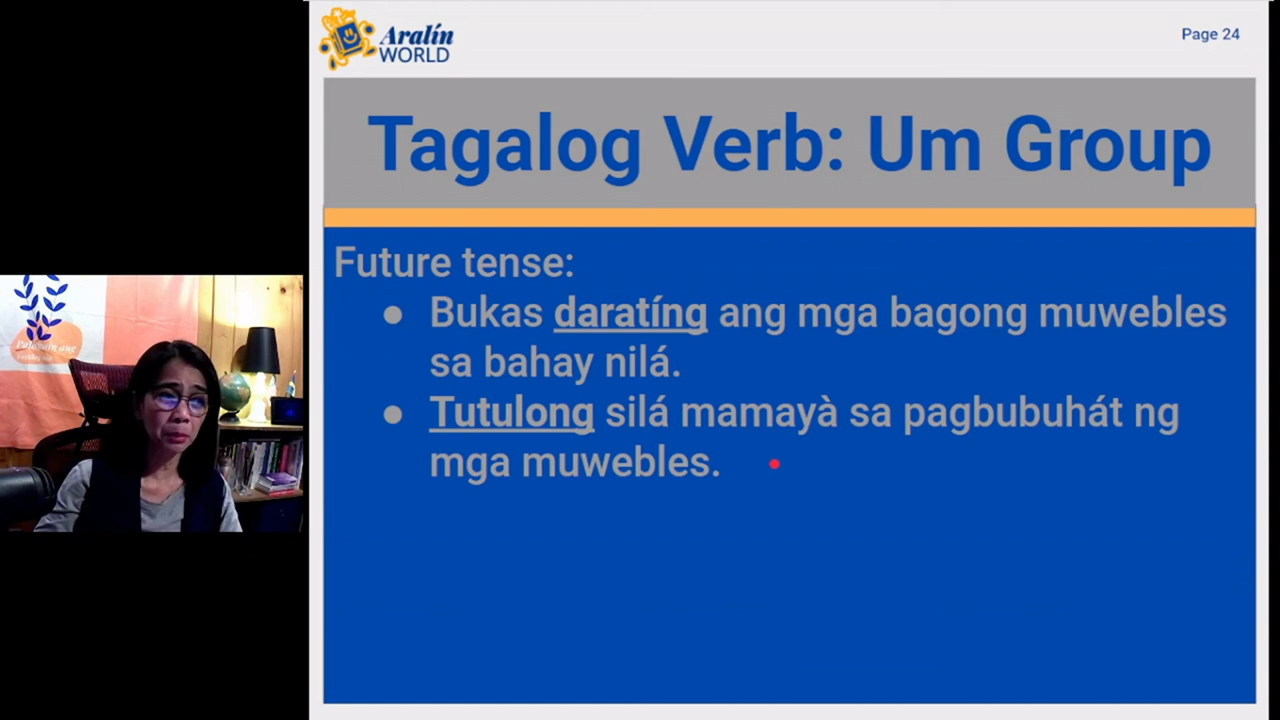 Aralín
WORLD
Page 24
Tagalog Verb: Um Group
Future tense:
● Bukas daratíng ang mga bagong muwebles
sa bahay nilá.
● Tutulong silá mamayà sa pagbubuhát ng
mga muwebles.